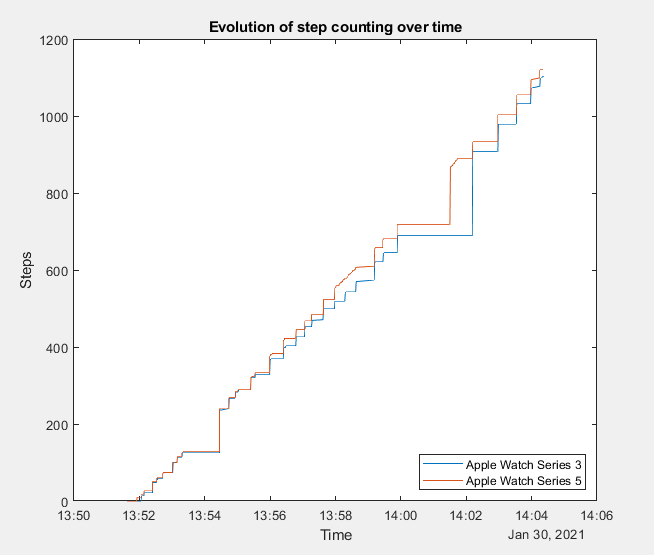 Evolution of step counting over time
1200
1000
800
600
400
200
0
Steps
13:50 13:52 13:54 13:56 13:58 14:00 14:02 14:04 14:06
Time
Jan 30, 2021
Apple Watch Series 3
Apple Watch Series 5